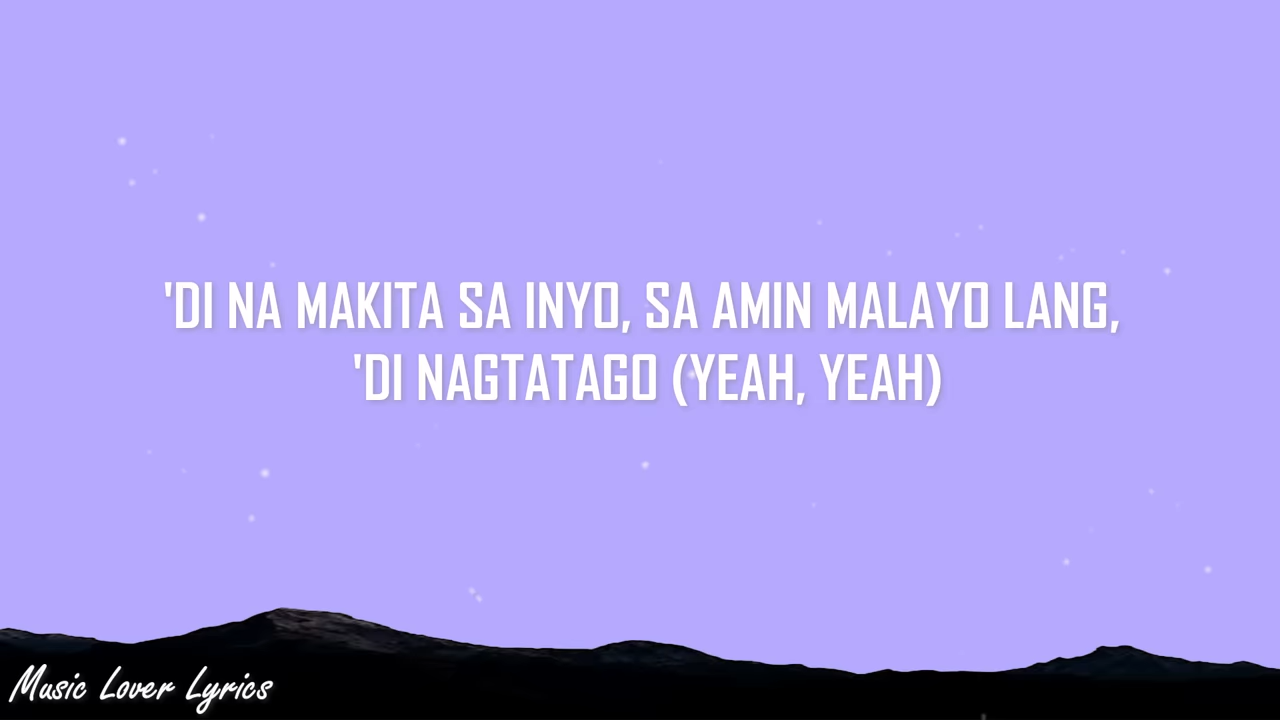 'DI NA MAKITA SA INYO, SA AMIN MALAYO LANG,
'DI NAGTATAGO (YEAH, YEAH)
Music Lover Lyrics